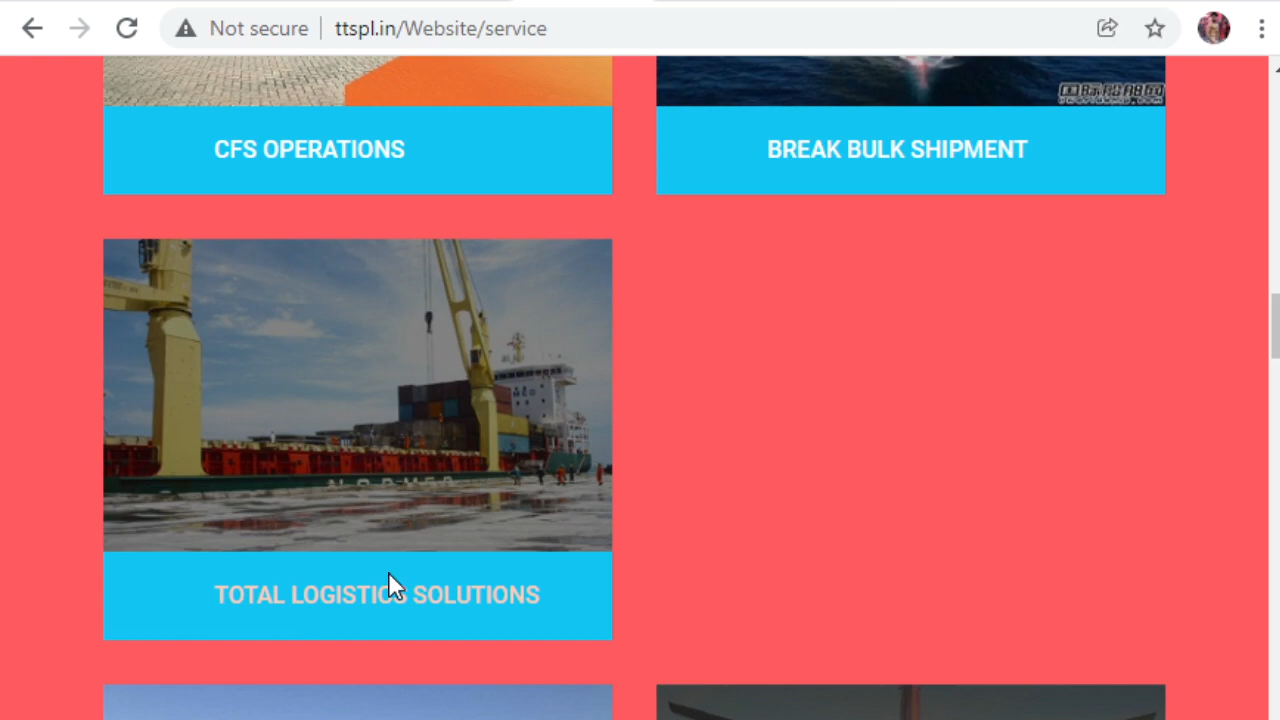 Not secure
ttspl.in/Website/service
CFS OPERATIONS
BREAK BULK SHIPMENT
TOTAL LOGISTICS SOLUTIONS